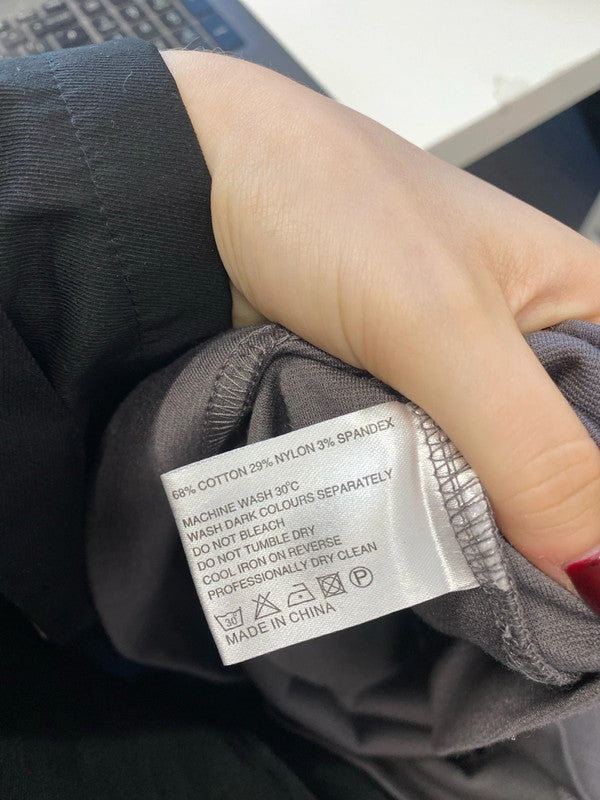 68% COTTON 29% NYLON 3% SPANDEX
MACHINE WASH 30°C
WASH DARK COLOURS SEPARATELY
DO NOT BLEACH
DO NOT TUMBLE DRY
COOL IRON ON REVERSE
PROFESSIONALLY DRY CLEAN
30° P
MADE IN CHINA